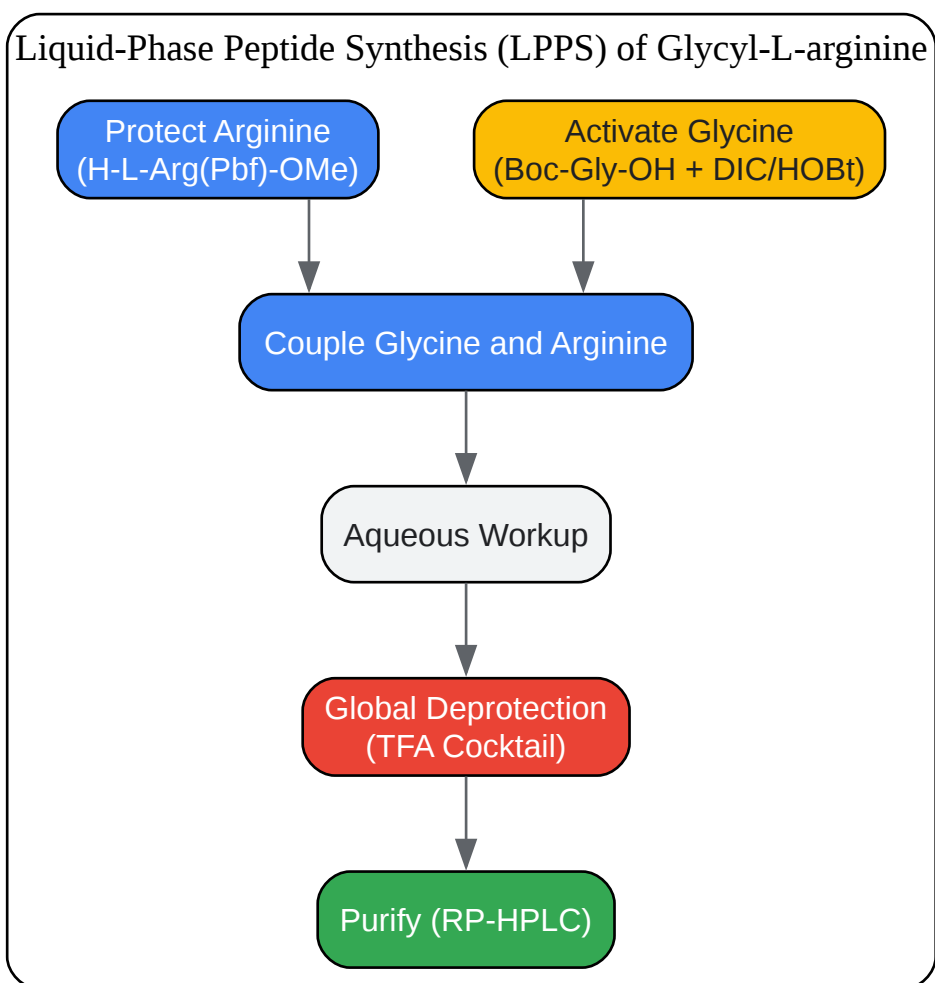 Liquid-Phase Peptide Synthesis (LPPS) of Glycyl-L-arginine
Protect Arginine
(H-L-Arg(Pbf)-OMe)
Activate Glycine
(Boc-Gly-OH + DIC/HOBt)
Couple Glycine and Arginine
Aqueous Workup
Global Deprotection
(TFA Cocktail)
Purify (RP-HPLC)